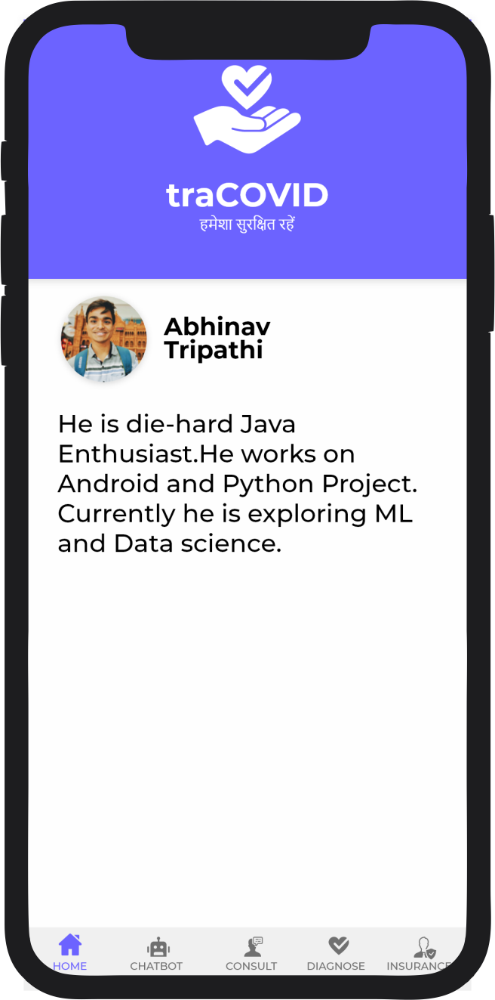 traCOVID
हमेशा सुरक्षित रहें
Abhinav
Tripathi
He is die-hard Java
Enthusiast.He works on
Android and Python Project.
Currently he is exploring ML
and Data science.
HOME CHATBOT CONSULT DIAGNOSE INSURANCE